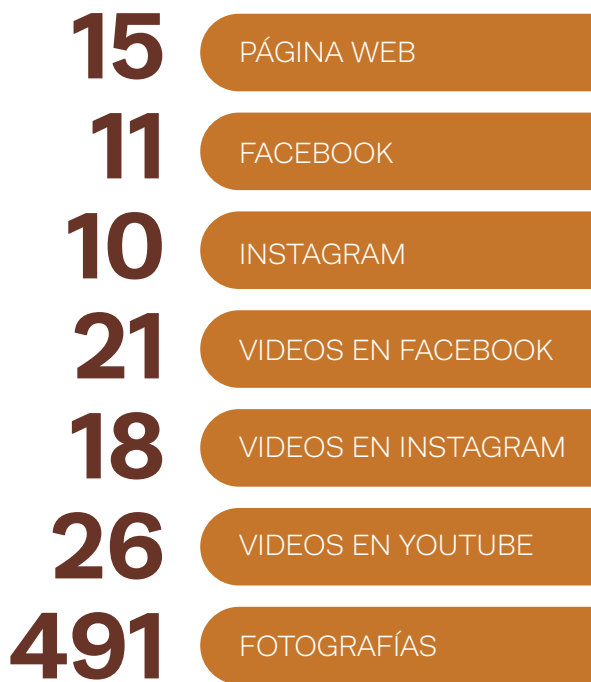 15 PÁGINA WEB
11 FACEBOOK
10 INSTAGRAM
21 VIDEOS EN FACEBOOK
18 VIDEOS EN INSTAGRAM
26 VIDEOS EN YOUTUBE
491 FOTOGRAFÍAS